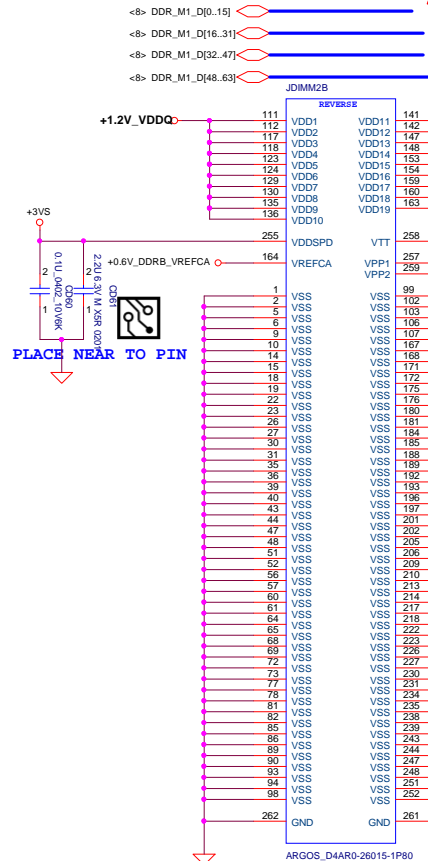 <8> DDR_M1_D[0..15]
<8> DDR_M1_D[16..31]
<8> DDR_M1_D[32..47]
<8> DDR_M1_D[48..63]
JDIMM2B
REVERSE
+1.2V_VDDQ
111 VDD1 VDD11 141
112 VDD2 VDD12 142
117 VDD3 VDD13 147
118 VDD4 VDD14 148
123 VDD5 VDD15 153
124 VDD6 VDD16 154
129 VDD7 VDD17 159
130 VDD8 VDD18 160
135 VDD9 VDD19 163
136 VDD10
+3VS
255 VDDSPD VTT 258
+0.6V_DDRB_VREFCA 164 VREFCA VPP1 257
VPP2 259
2 2
0.1U_0402_10V6K
CD60
2.2U 6.3V M X5R 0201
CD61
1 1
PLACE NEAR TO PIN
1 VSS VSS 99
2 VSS VSS 102
5 VSS VSS 103
6 VSS VSS 106
9 VSS VSS 107
10 VSS VSS 167
14 VSS VSS 168
15 VSS VSS 171
18 VSS VSS 172
19 VSS VSS 175
22 VSS VSS 176
23 VSS VSS 180
26 VSS VSS 181
27 VSS VSS 184
30 VSS VSS 185
31 VSS VSS 188
35 VSS VSS 189
36 VSS VSS 192
39 VSS VSS 193
40 VSS VSS 196
43 VSS VSS 197
44 VSS VSS 201
47 VSS VSS 202
48 VSS VSS 205
51 VSS VSS 206
52 VSS VSS 209
56 VSS VSS 210
57 VSS VSS 213
60 VSS VSS 214
61 VSS VSS 217
64 VSS VSS 218
65 VSS VSS 222
68 VSS VSS 223
69 VSS VSS 226
72 VSS VSS 227
73 VSS VSS 230
77 VSS VSS 231
78 VSS VSS 234
81 VSS VSS 235
82 VSS VSS 238
85 VSS VSS 239
86 VSS VSS 243
89 VSS VSS 244
90 VSS VSS 247
93 VSS VSS 248
94 VSS VSS 251
98 VSS VSS 252
262 GND GND 261
ARGOS_D4AR0-26015-1P80